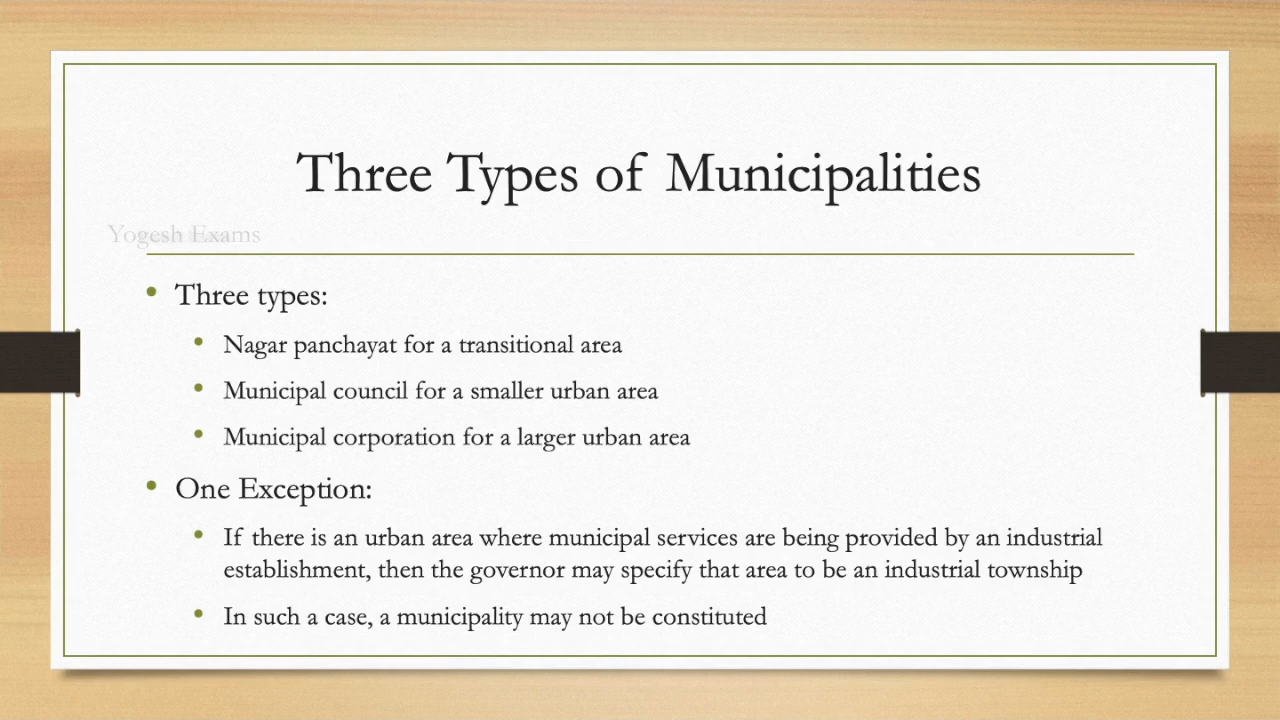 Three Types of Municipalities
Yogesh Exams
• Three types:
• Nagar panchayat for a transitional area
• Municipal council for a smaller urban area
• Municipal corporation for a larger urban area
• One Exception:
• If there is an urban area where municipal services are being provided by an industrial
establishment, then the governor may specify that area to be an industrial township
• In such a case, a municipality may not be constituted